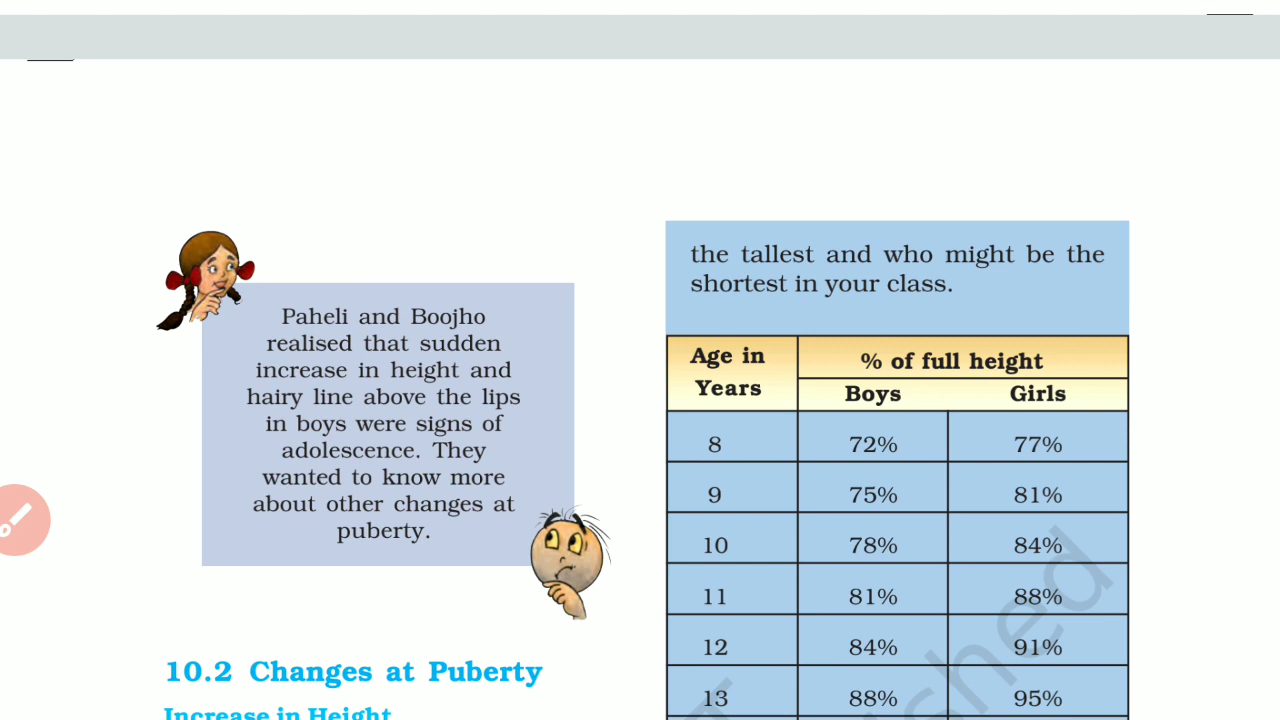 Paheli and Boojho
realised that sudden
increase in height and
hairy line above the lips
in boys were signs of
adolescence. They
wanted to know more
about other changes at
puberty.
10.2 Changes at Puberty
Increase in Height
the tallest and who might be the
shortest in your class.
Age in Years % of full height
Boys Girls
8 72% 77%
9 75% 81%
10 78% 84%
11 81% 88%
12 84% 91%
13 88% 95%
shed